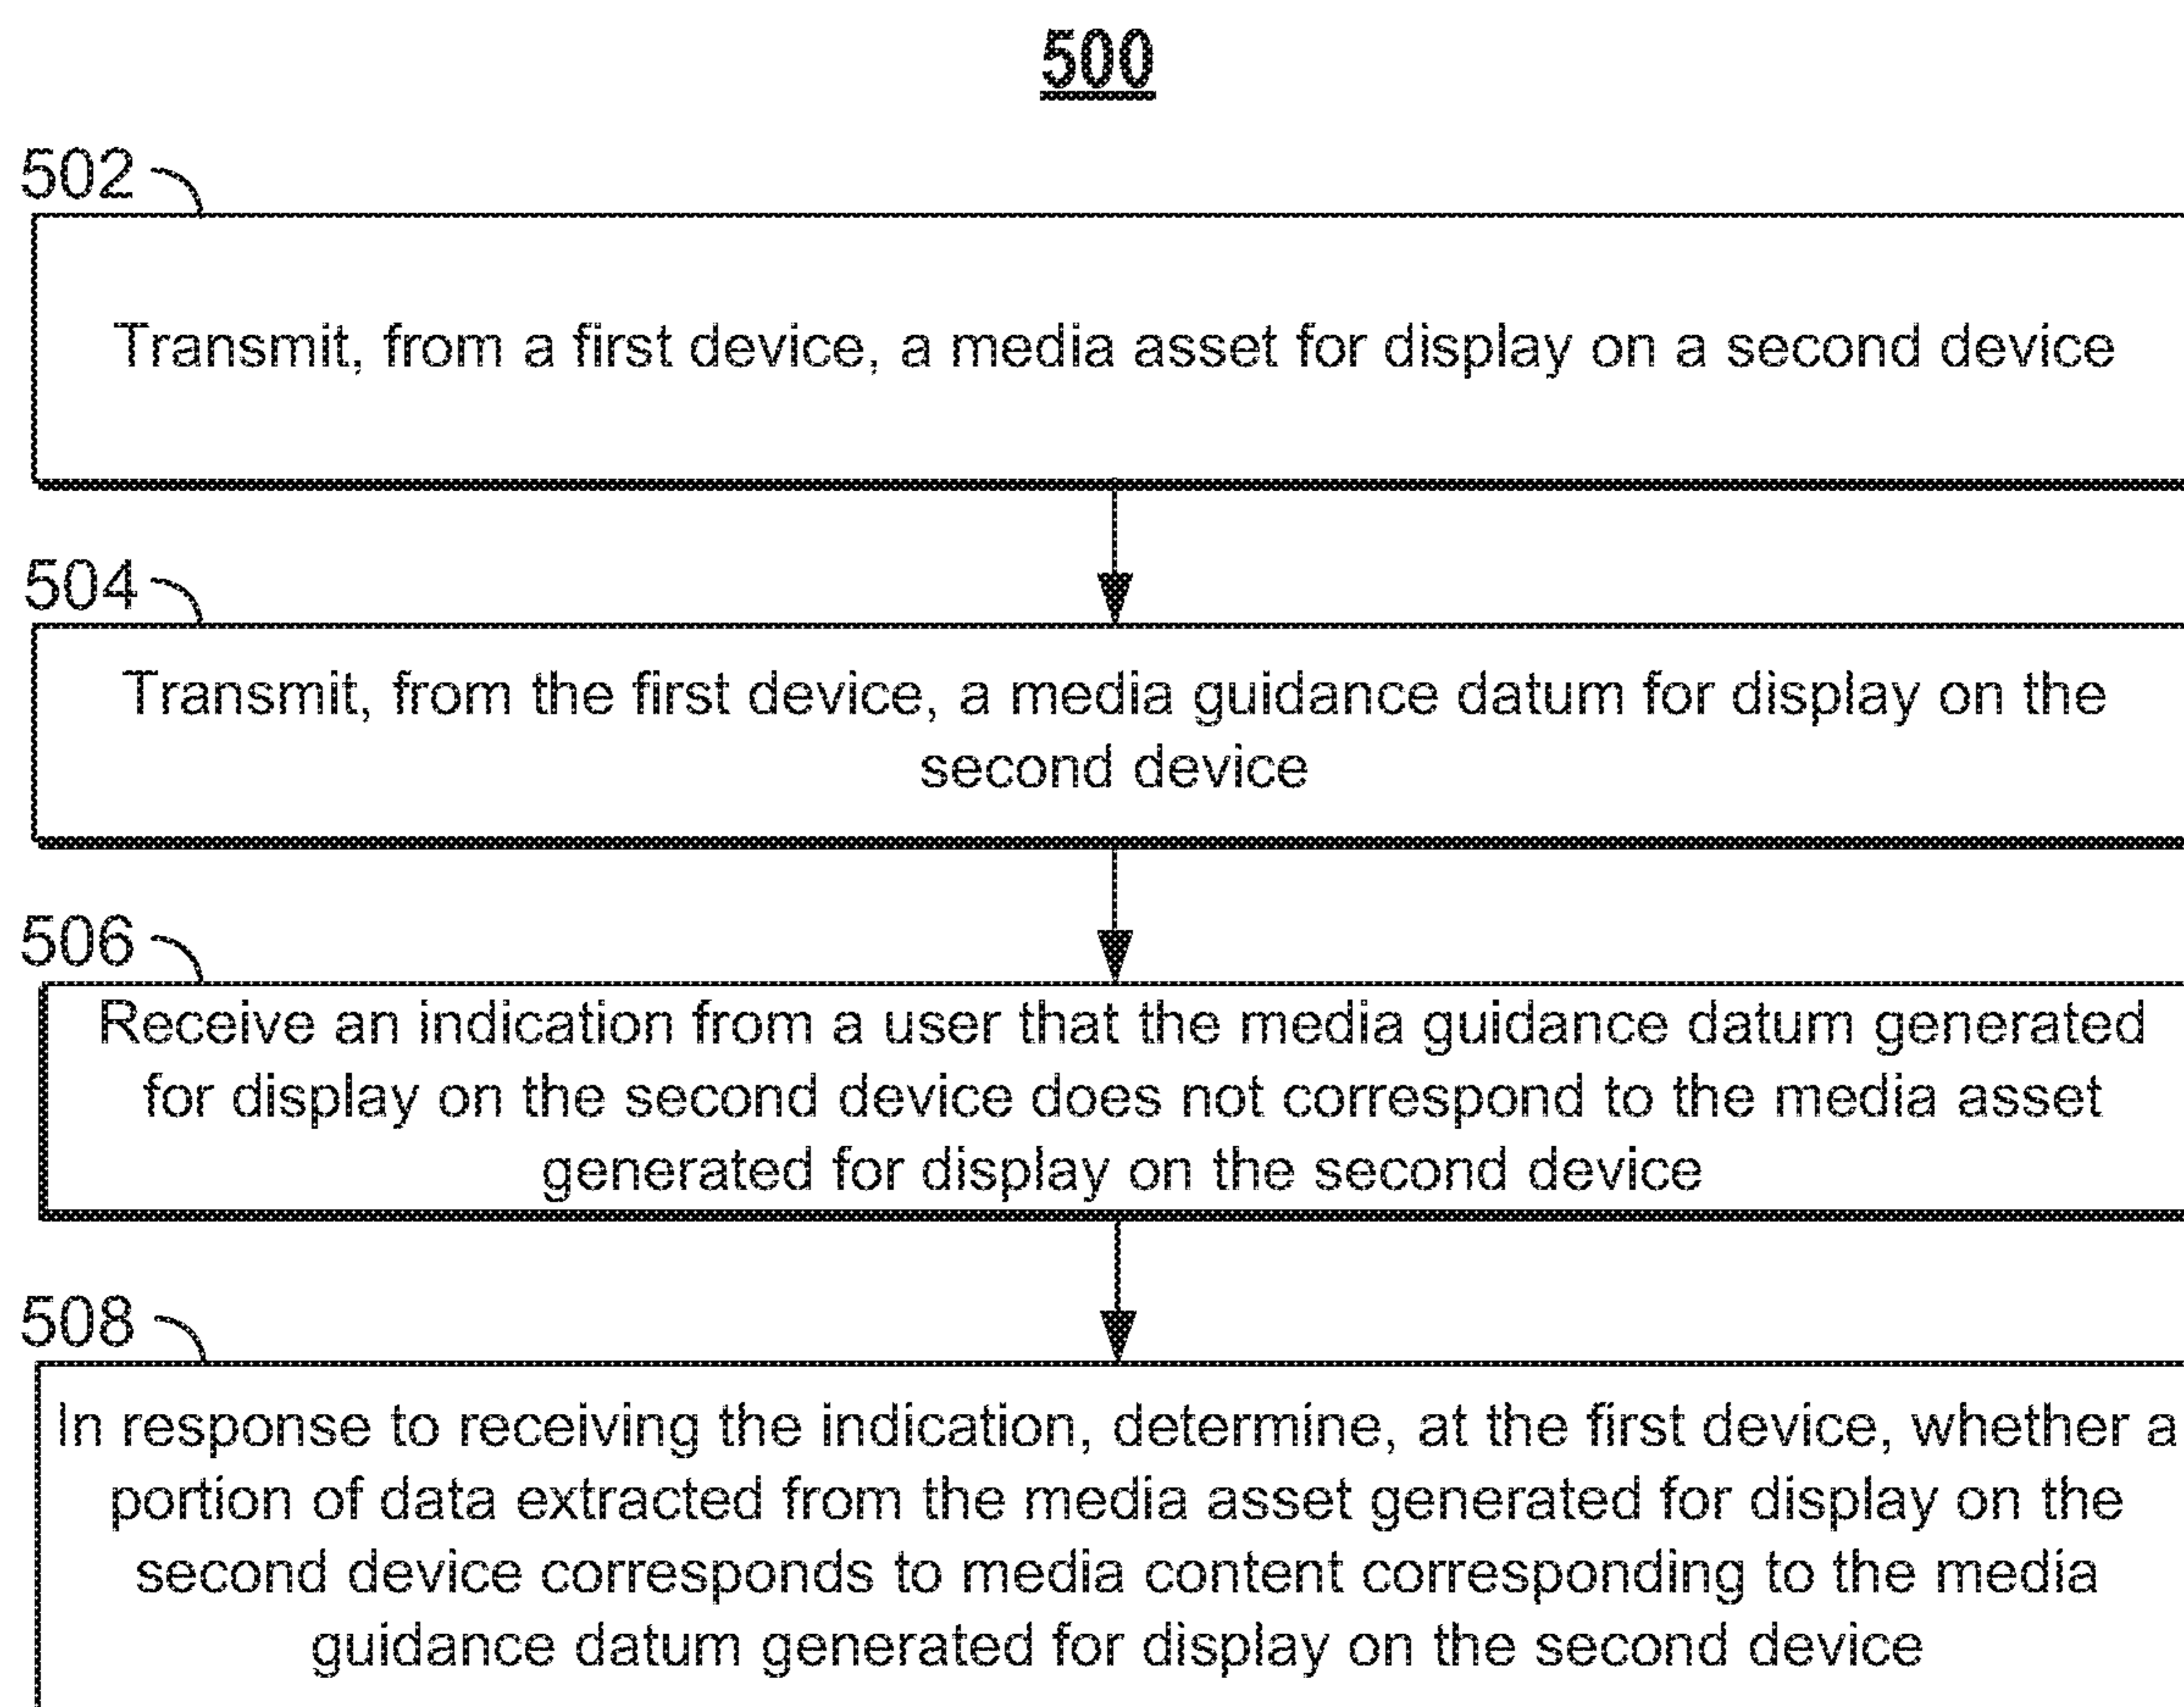 500
502
Transmit, from a first device, a media asset for display on a second device
504
Transmit, from the first device, a media guidance datum for display on the
second device
506
Receive an indication from a user that the media guidance datum generated
for display on the second device does not correspond to the media asset
generated for display on the second device
508
In response to receiving the indication, determine, at the first device, whether a
portion of data extracted from the media asset generated for display on the
second device corresponds to media content corresponding to the media
guidance datum generated for display on the second device